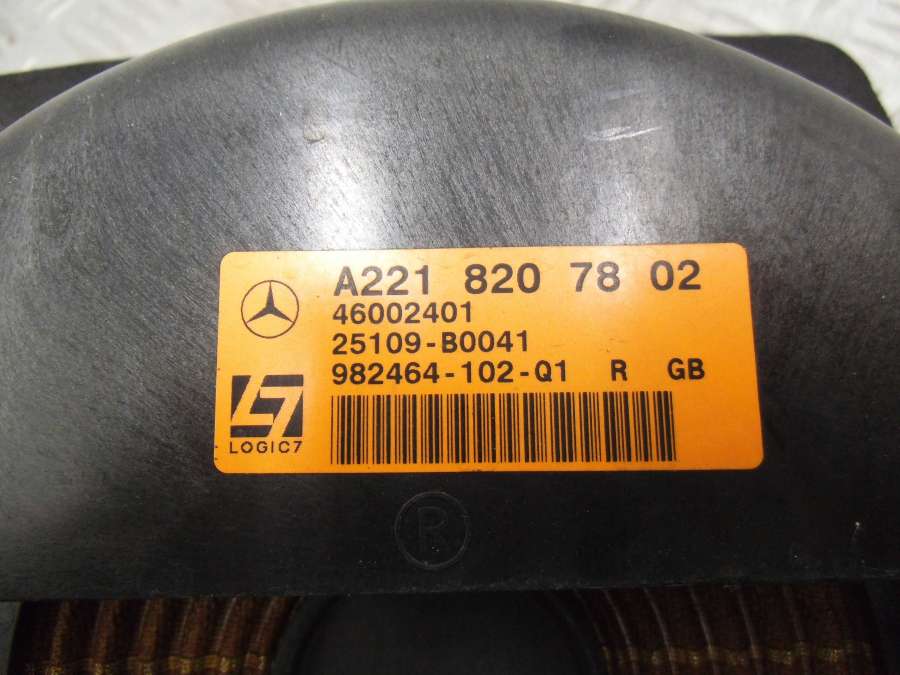 A221 820 78 02
46002401
25109-B0041
982464-102-Q1 R GB
LOGIC7
R